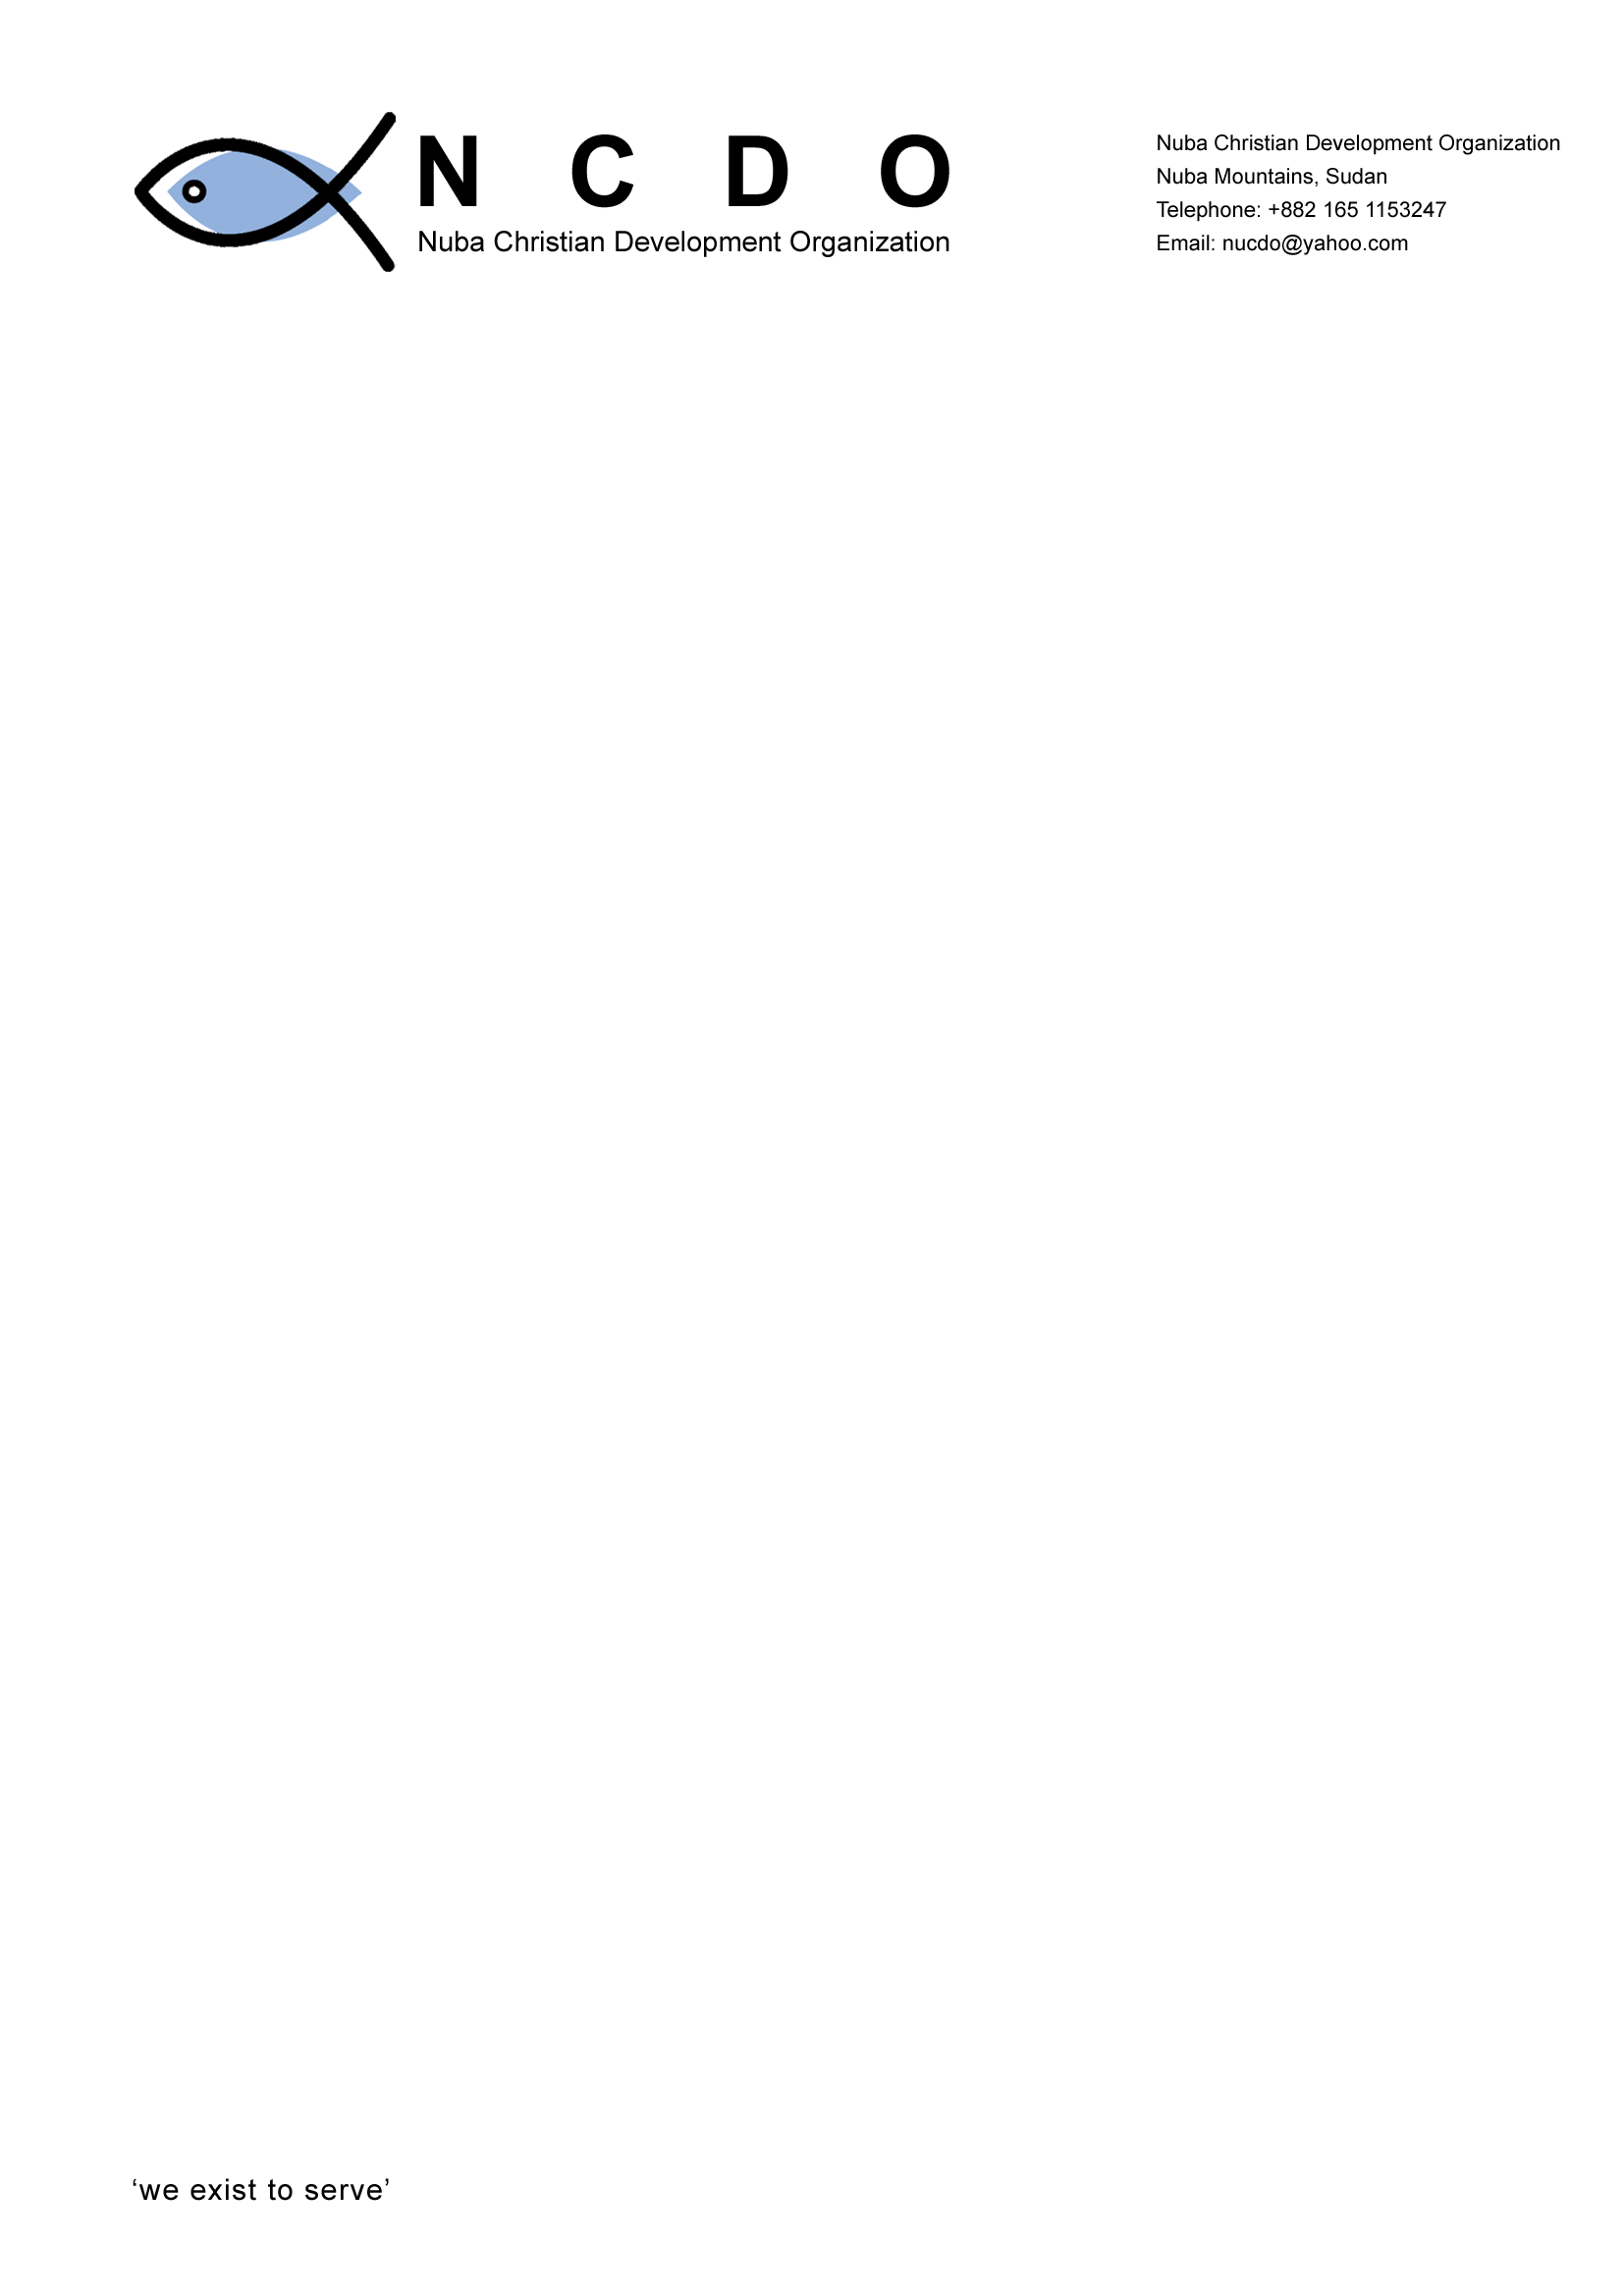 N C D O
Nuba Christian Development Organization
Nuba Christian Development Organization
Nuba Mountains, Sudan
Telephone: +882 165 1153247
Email: nucdo@yahoo.com
‘we exist to serve’